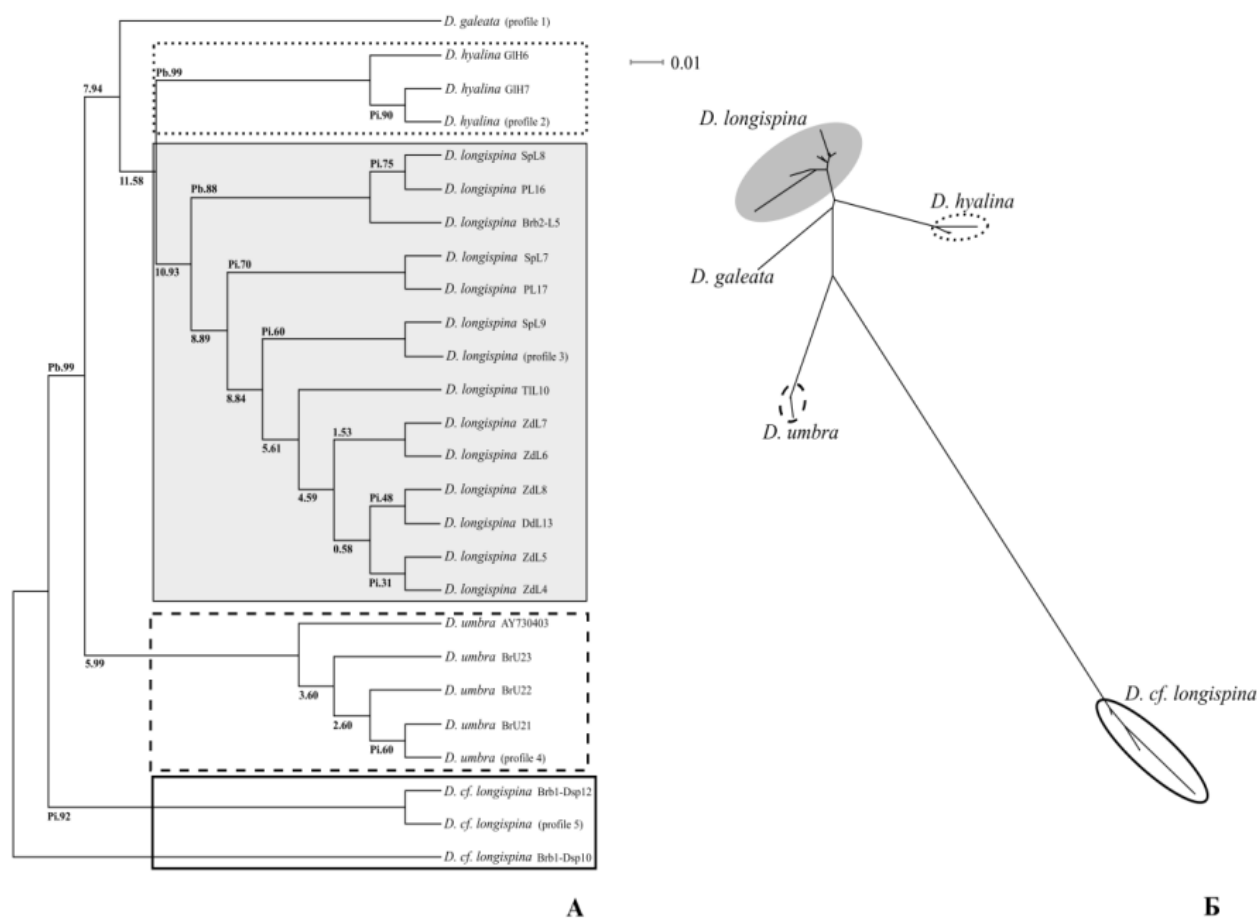 D. galeata (profile 1)
D. hyalina GlH6
Pb.99
7.94
D. hyalina GlH7
Pi.90
D. hyalina (profile 2)
D. longispina SpL8
Pi.75
11.58
Pb.88
D. longispina PL16
D. longispina Brb2-L5
D. longispina SpL7
Pi.70
10.93
D. longispina PL17
D. longispina SpL9
Pi.60
8.89
D. longispina (profile 3)
Pb.99
D. longispina TlL10
8.84
D. longispina ZdL7
1.53
5.61
D. longispina ZdL6
D. longispina ZdL8
4.59
Pi.48
D. longispina DdL13
0.58
D. longispina ZdL5
Pi.31
D. longispina ZdL4
D. umbra AY730403
D. umbra BrU23
5.99
3.60
D. umbra BrU22
2.60
D. umbra BrU21
Pi.60
D. umbra (profile 4)
D. cf. longispina Brb1-Dsp12
Pi.92
D. cf. longispina (profile 5)
D. cf. longispina Brb1-Dsp10
А
0.01
D. longispina
D. hyalina
D. galeata
D. umbra
D. cf. longispina
Б